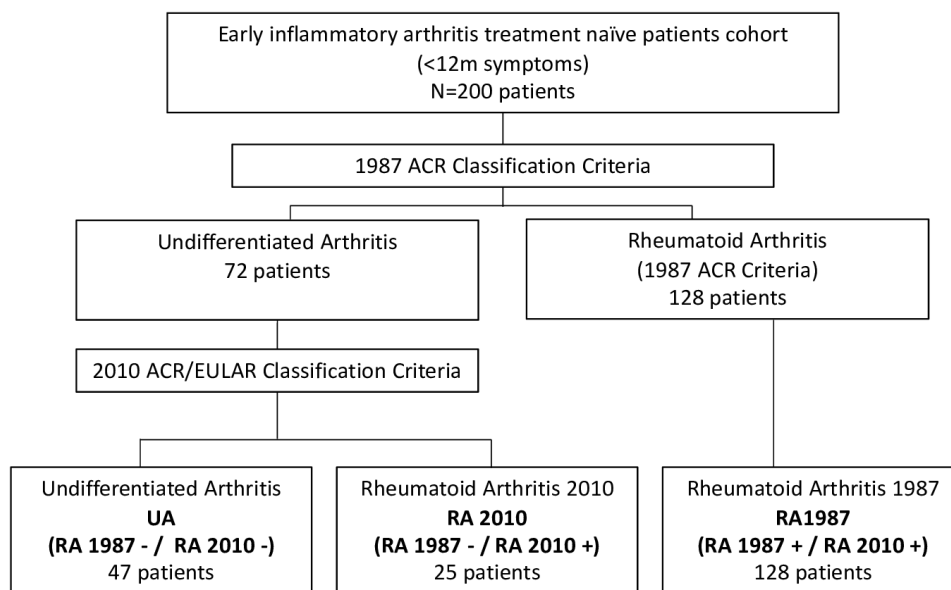 Early inflammatory arthritis treatment naïve patients cohort
(<12m symptoms)
N=200 patients
1987 ACR Classification Criteria
Undifferentiated Arthritis
72 patients
Rheumatoid Arthritis
(1987 ACR Criteria)
128 patients
2010 ACR/EULAR Classification Criteria
Undifferentiated Arthritis
UA
(RA 1987 - /  RA 2010 -)
47 patients
Rheumatoid Arthritis 2010
RA 2010
(RA 1987 - / RA 2010 +)
25 patients
Rheumatoid Arthritis 1987
RA1987
(RA 1987 + / RA 2010 +)
128 patients